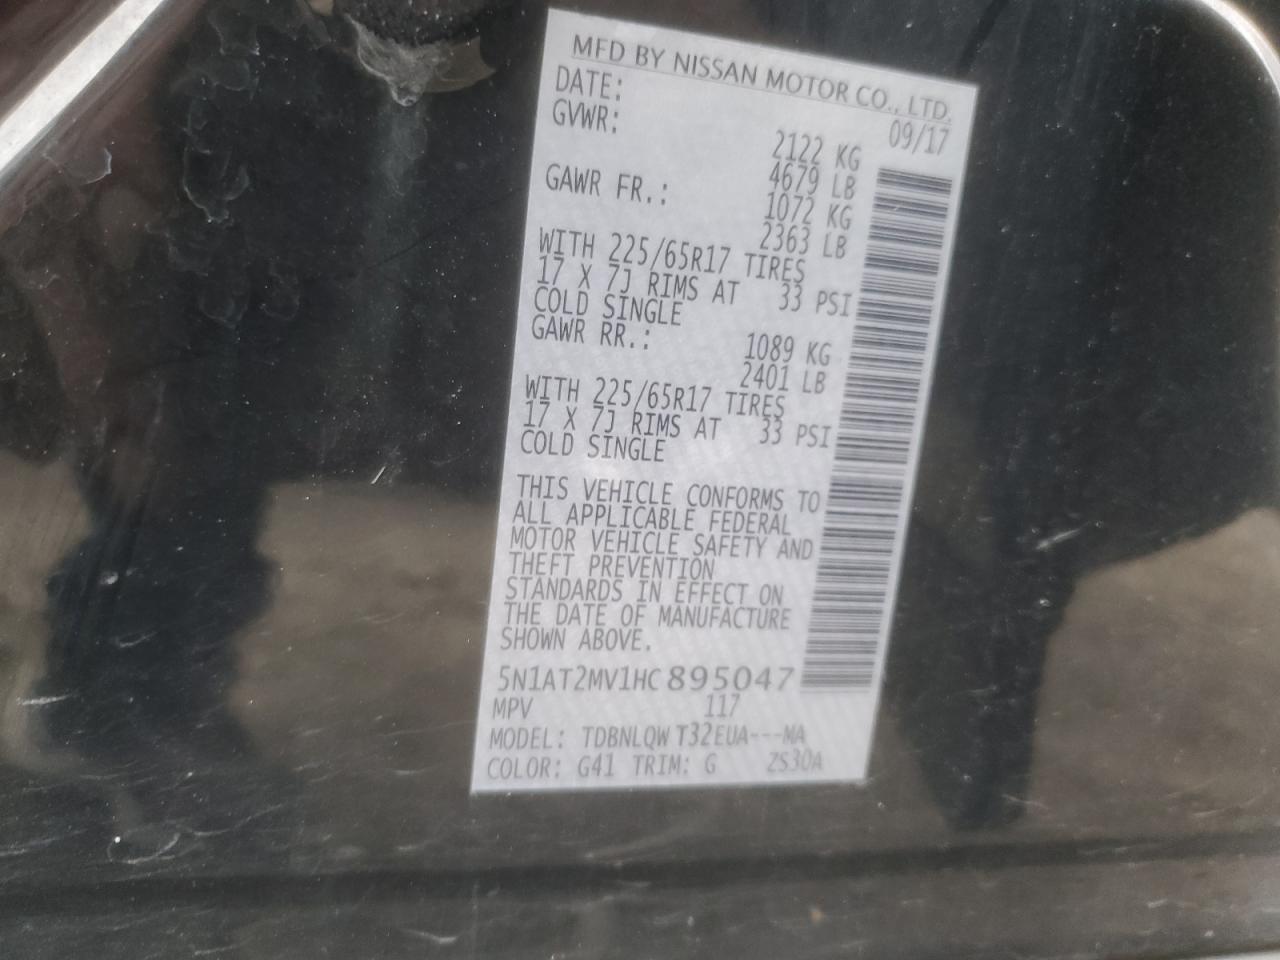 MFD BY NISSAN MOTOR CO., LTD.
DATE: 09/17
GVWR: 2122 KG
4679 LB
GAWR FR.: 1072 KG
2363 LB
WITH 225/65R17 TIRES
17 X 7J RIMS AT 33 PSI
COLD SINGLE
GAWR RR.: 1089 KG
2401 LB
WITH 225/65R17 TIRES
17 X 7J RIMS AT 33 PSI
COLD SINGLE
THIS VEHICLE CONFORMS TO
ALL APPLICABLE FEDERAL
MOTOR VEHICLE SAFETY AND
THEFT PREVENTION
STANDARDS IN EFFECT ON
THE DATE OF MANUFACTURE
SHOWN ABOVE.
5N1AT2MV1HC895047
MPV 117
MODEL: TDBNLQW T32EUA---MA
COLOR: G41 TRIM: G ZS30A